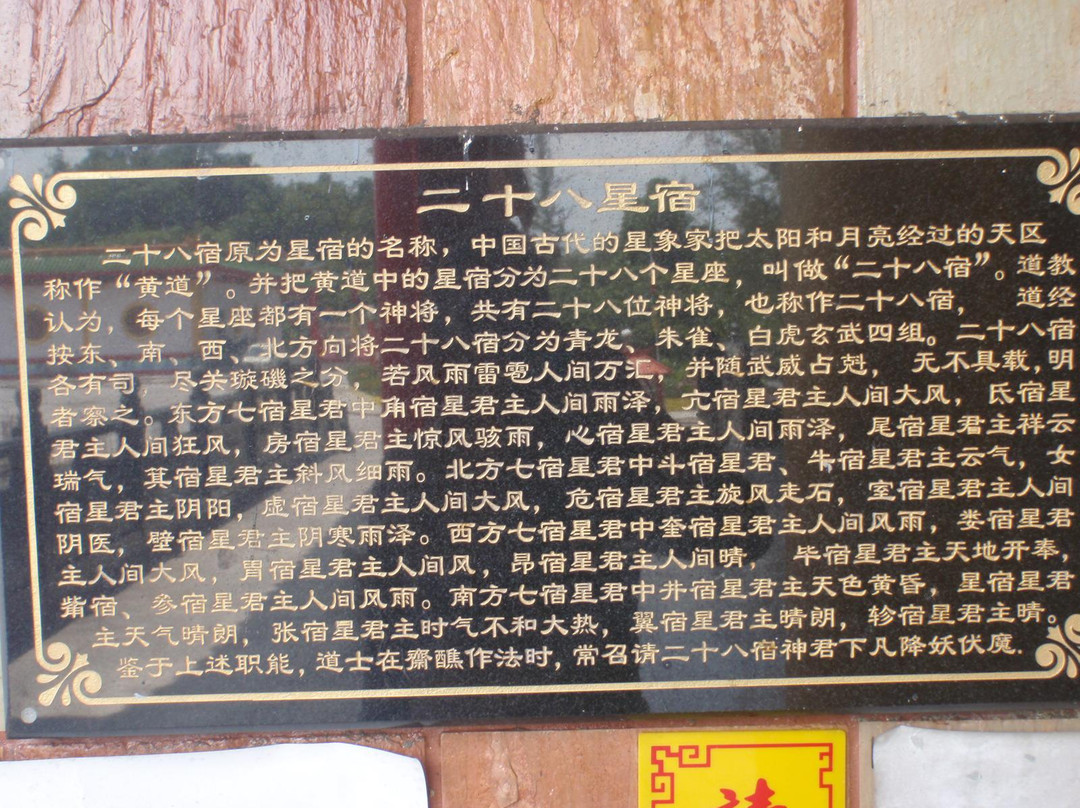 二十八星宿
二十八宿原为星宿的名称，中国古代的星象家把太阳和月亮经过的天区
称作“黄道”。并把黄道中的星宿分为二十八个星座，叫做“二十八宿”。道教
认为，每个星座都有一个神将，共有二十八位神将，也称作二十八宿， 道经
按东、南、西、北方向将二十八宿分为青龙、朱雀、白虎玄武四组。二十八宿
各有司，尽关璇磯之分，若风雨雷雹人间万汇，并随武威占尅， 无不具载,明
者察之。东方七宿星君中角宿星君主人间雨泽，亢宿星君主人间大风，氐宿星
君主人间狂风，房宿星君主惊风骇雨，心宿星君主人间雨泽，尾宿星君主祥云
瑞气，箕宿星君主斜风细雨。北方七宿星君中斗宿星君、牛宿星君主云气，女
宿星君主阴阳，虚宿星君主人间大风，危宿星君主旋风走石，室宿星君主人间
阴医，壁宿星君主阴寒雨泽。西方七宿星君中奎宿星君主人间风雨，娄宿星君
主人间大风，胃宿星君主人间风，昂宿星君主人间晴， 毕宿星君主天地开奉，
觜宿、参宿星君主人间风雨。南方七宿星君中井宿星君主天色黄昏，星宿星君
主天气晴朗，张宿星君主时气不和大热，翼宿星君主晴朗，轸宿星君主晴。
鉴于上述职能，道士在齋醮作法时,常召请二十八宿神君下凡降妖伏魔.
请